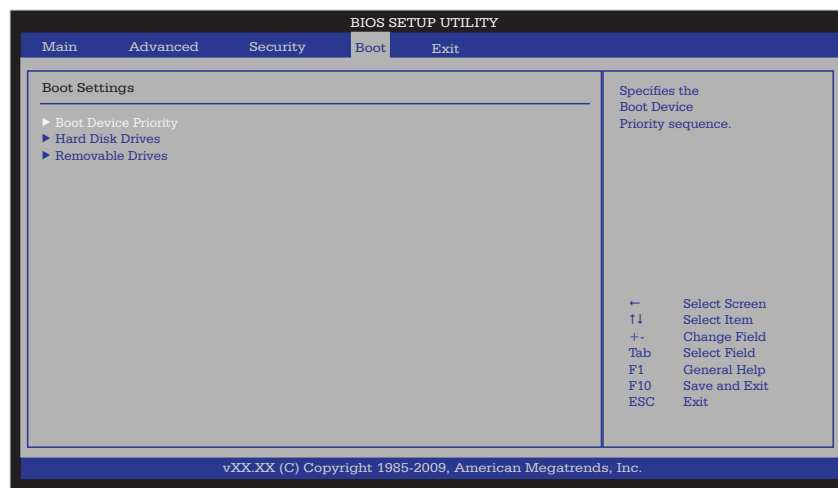 BIOS SETUP UTILITY
Main Advanced Security Boot Exit
Boot Settings
▶ Boot Device Priority
▶ Hard Disk Drives
▶ Removable Drives
Specifies the
Boot Device
Priority sequence.
← Select Screen
↑↓ Select Item
+- Change Field
Tab Select Field
F1 General Help
F10 Save and Exit
ESC Exit
vXX.XX (C) Copyright 1985-2009, American Megatrends, Inc.